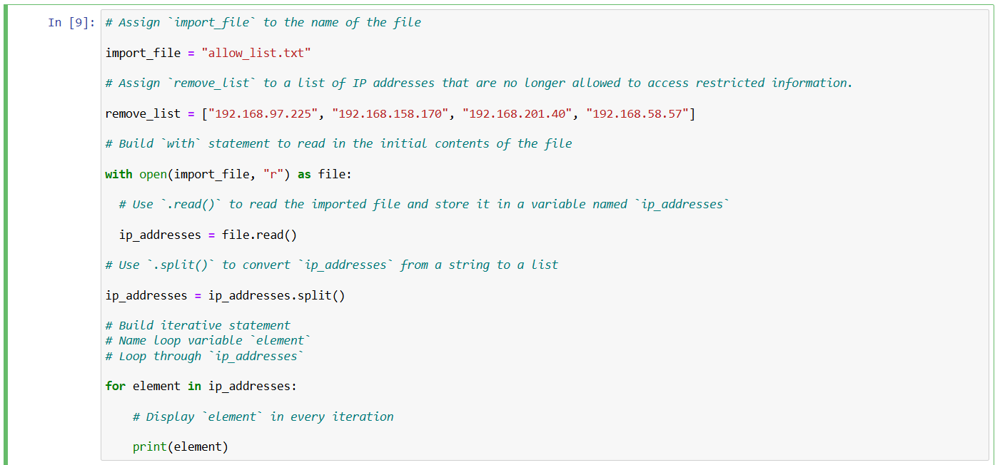 In [9]: # Assign `import_file` to the name of the file
import_file = "allow_list.txt"
# Assign `remove_list` to a list of IP addresses that are no longer allowed to access restricted information.
remove_list = ["192.168.97.225", "192.168.158.170", "192.168.201.40", "192.168.58.57"]
# Build `with` statement to read in the initial contents of the file
with open(import_file, "r") as file:
  # Use `.read()` to read the imported file and store it in a variable named `ip_addresses`
  ip_addresses = file.read()
# Use `.split()` to convert `ip_addresses` from a string to a list
ip_addresses = ip_addresses.split()
# Build iterative statement
# Name loop variable `element`
# Loop through `ip_addresses`
for element in ip_addresses:
    # Display `element` in every iteration
    print(element)